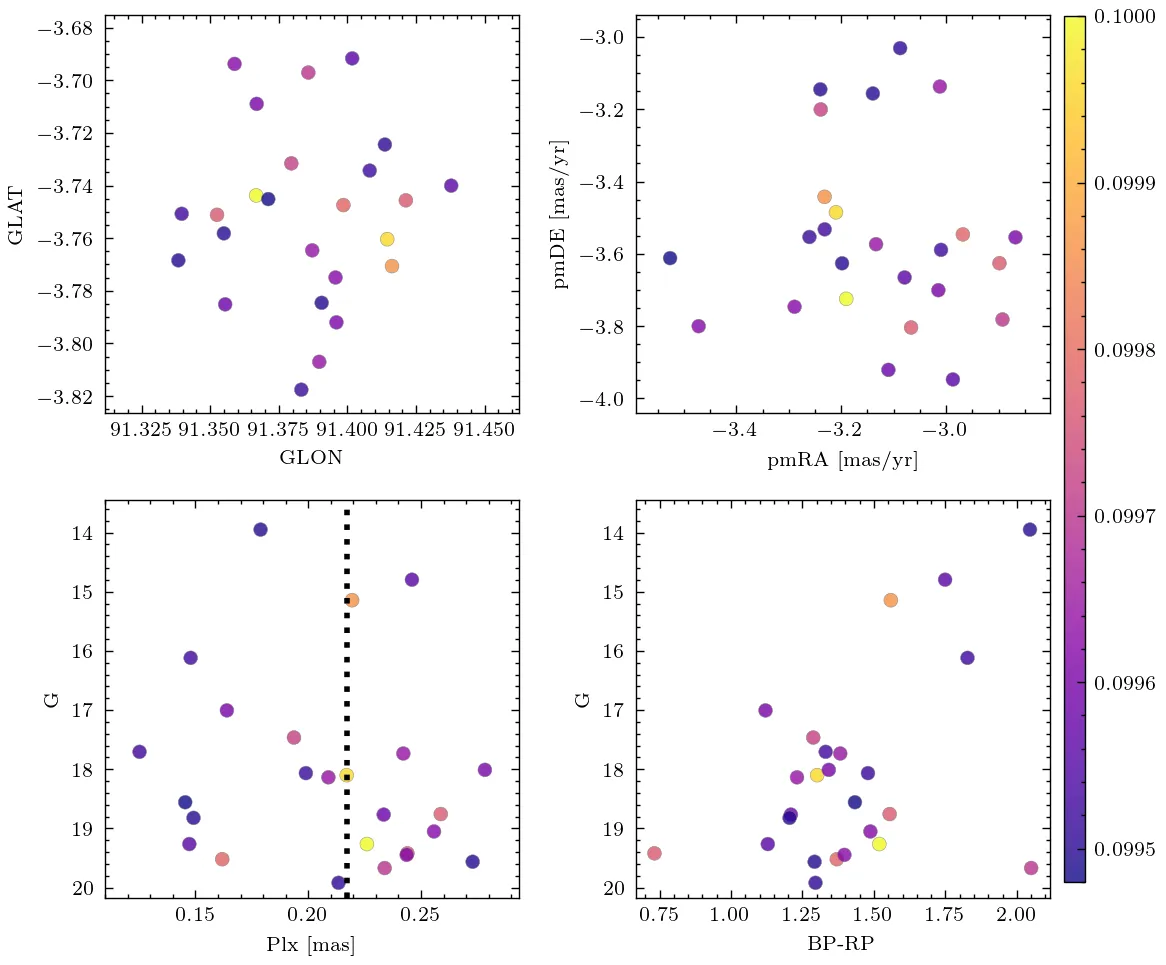 −3.68
−3.70
−3.72
−3.74
−3.76
−3.78
−3.80
−3.82
GLAT
91.325 91.350 91.375 91.400 91.425 91.450
GLON
−3.0
−3.2
−3.4
−3.6
−3.8
−4.0
pmDE [mas/yr]
−3.4 −3.2 −3.0
pmRA [mas/yr]
14
15
16
17
18
19
20
G
0.15 0.20 0.25
Plx [mas]
14
15
16
17
18
19
20
G
0.75 1.00 1.25 1.50 1.75 2.00
BP-RP
0.1000
0.0999
0.0998
0.0997
0.0996
0.0995